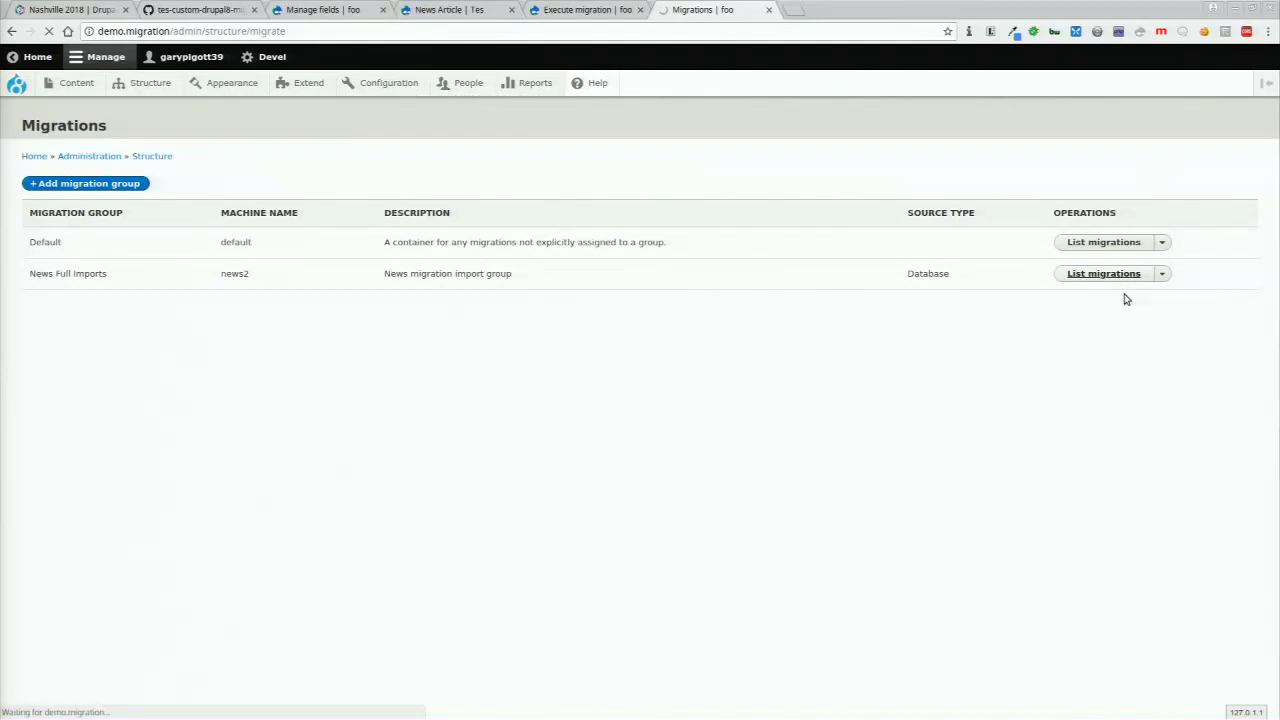 Nashville 2018 | Drupa
tes-custom-drupal8-mi
Manage fields | foo
News Article | Tes
Execute migration | foo
Migrations | foo
demo.migration/admin/structure/migrate
Home
Manage
garypigott39
Devel
Content
Structure
Appearance
Extend
Configuration
People
Reports
Help
Migrations
Home » Administration » Structure
+ Add migration group
MIGRATION GROUP MACHINE NAME DESCRIPTION SOURCE TYPE OPERATIONS
Default default A container for any migrations not explicitly assigned to a group. List migrations
News Full Imports news2 News migration import group Database List migrations
Waiting for demo.migration...
127.0.1.1